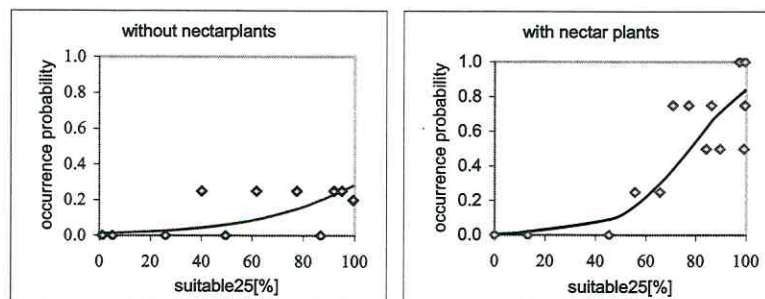 without nectarplants
occurrence probability
1.0
0.8
0.6
0.4
0.2
0.0
0 20 40 60 80 100
suitable25[%]
with nectar plants
occurrence probability
1.0
0.8
0.6
0.4
0.2
0.0
0 20 40 60 80 100
suitable25[%]